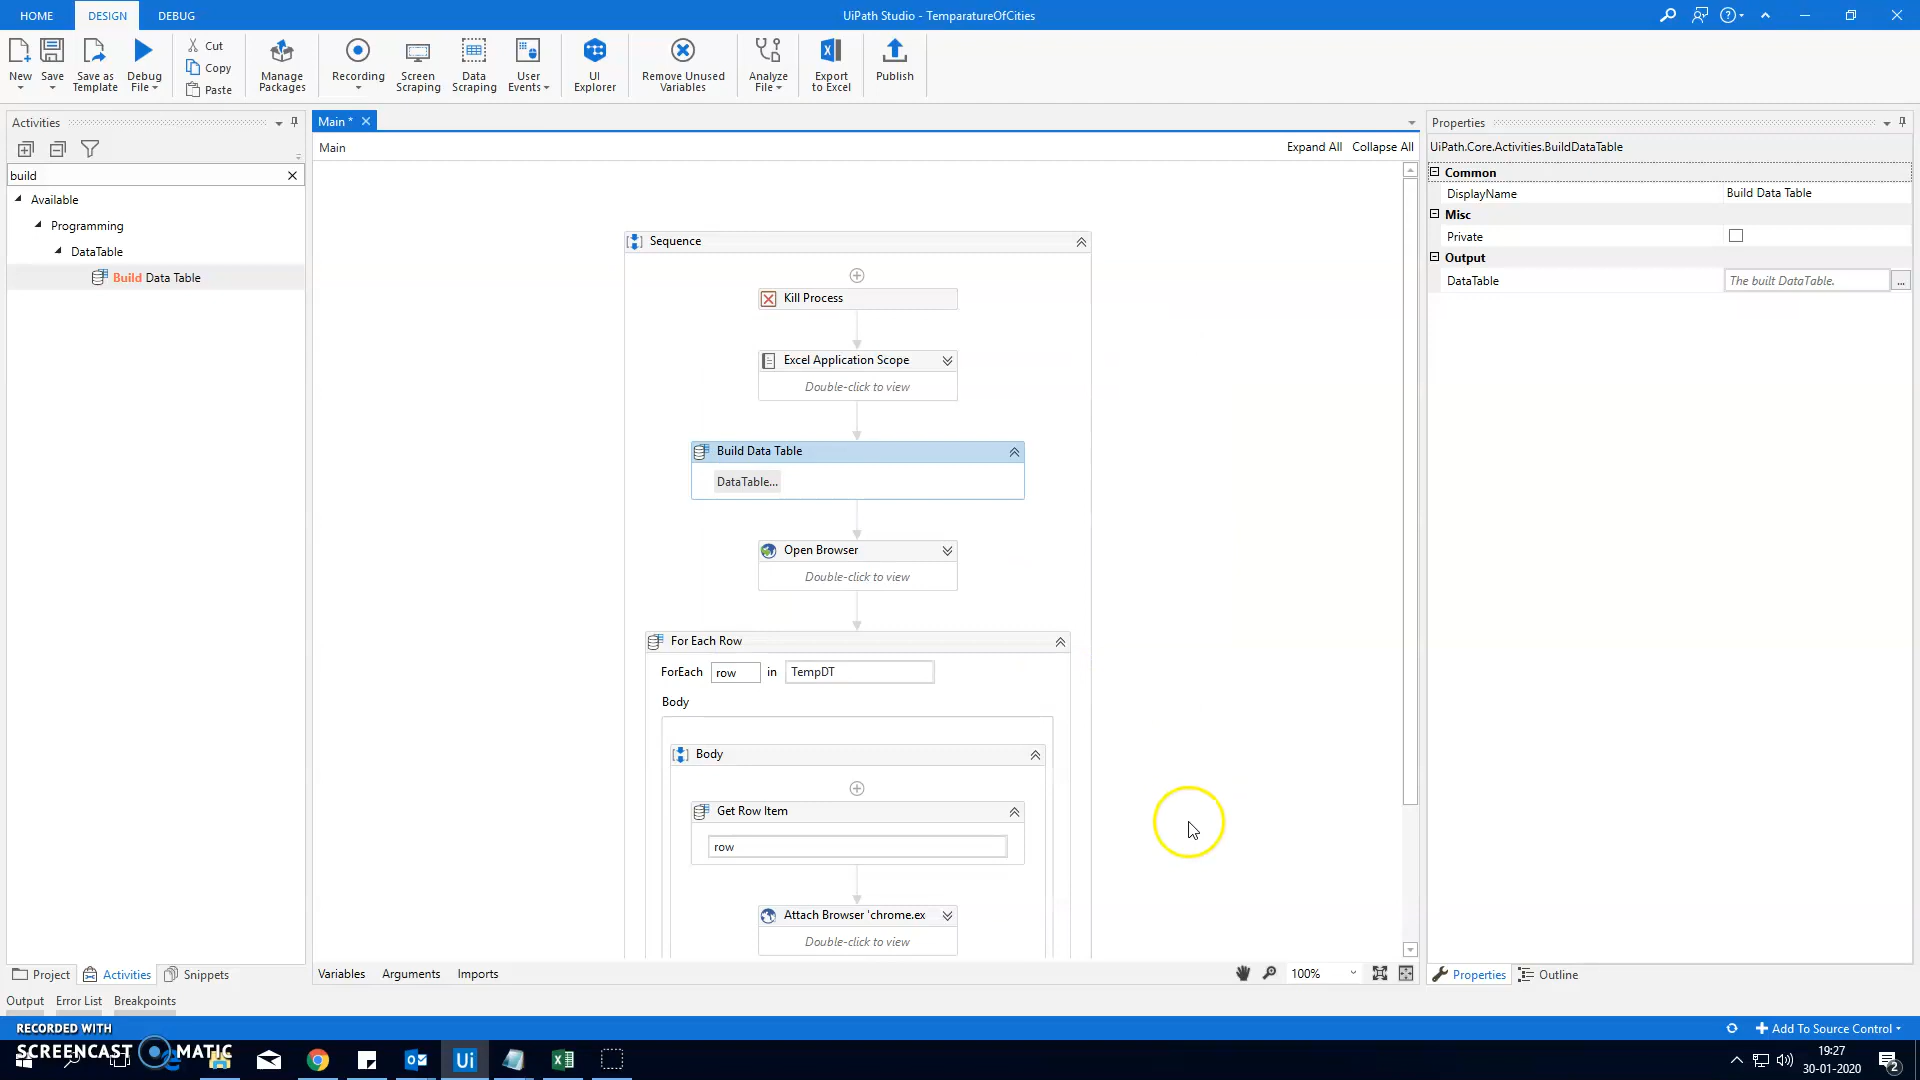 HOME
DESIGN
DEBUG
UiPath Studio - TemparatureOfCities
New
Save
Save as Template
Debug File
Cut
Copy
Paste
Manage Packages
Recording
Screen Scraping
Data Scraping
User Events
UI Explorer
Remove Unused Variables
Analyze File
Export to Excel
Publish
Activities
build
Available
Programming
DataTable
Build Data Table
Main *
Main
Expand All
Collapse All
Sequence
Kill Process
Excel Application Scope
Double-click to view
Build Data Table
DataTable...
Open Browser
Double-click to view
For Each Row
ForEach row in TempDT
Body
Body
Get Row Item
row
Attach Browser 'chrome.ex
Double-click to view
Properties
UiPath.Core.Activities.BuildDataTable
Common
DisplayName Build Data Table
Misc
Private
Output
DataTable The built DataTable. ...
Project
Activities
Snippets
Variables
Arguments
Imports
100%
Properties
Outline
Output
Error List
Breakpoints
Add To Source Control
RECORDED WITH
SCREENCAST MATIC
Ui
19:27
30-01-2020
2